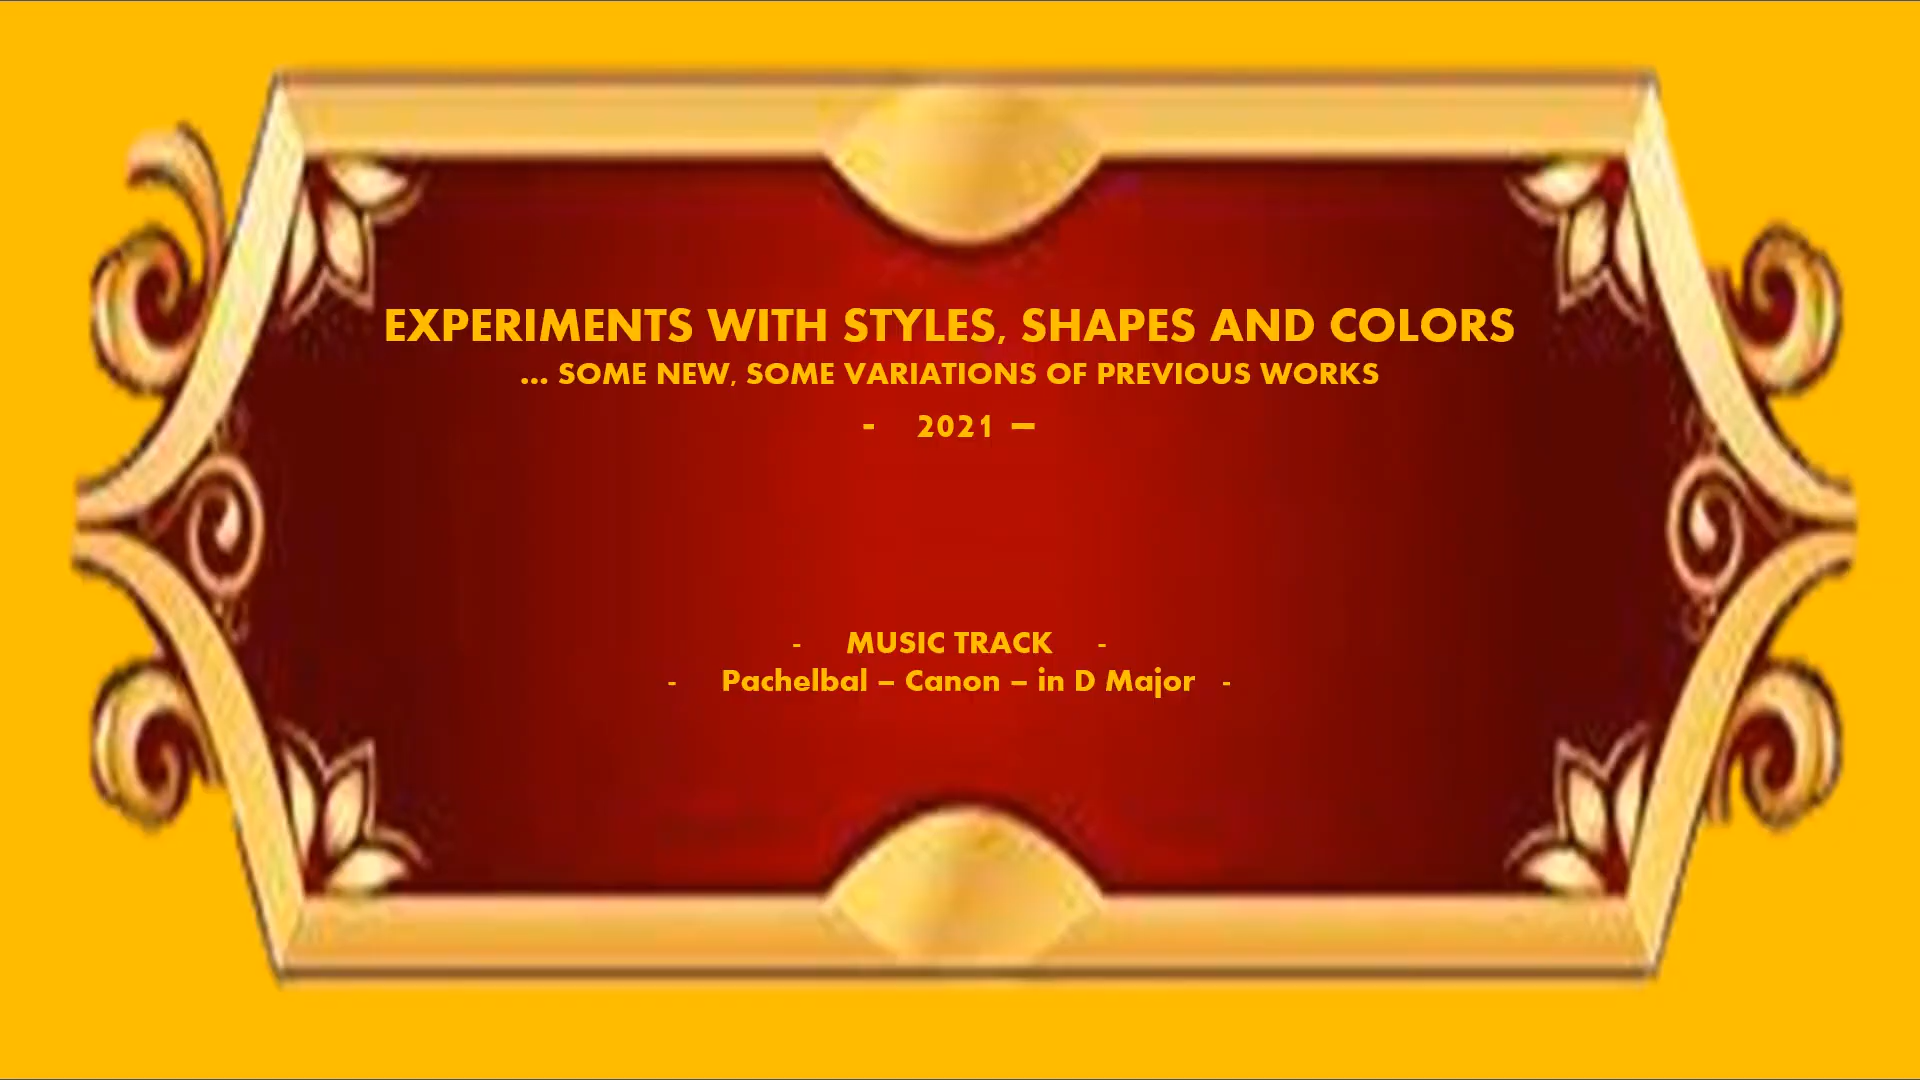 EXPERIMENTS WITH STYLES, SHAPES AND COLORS
... SOME NEW, SOME VARIATIONS OF PREVIOUS WORKS
- 2021 –
- MUSIC TRACK -
- Pachelbal – Canon – in D Major -